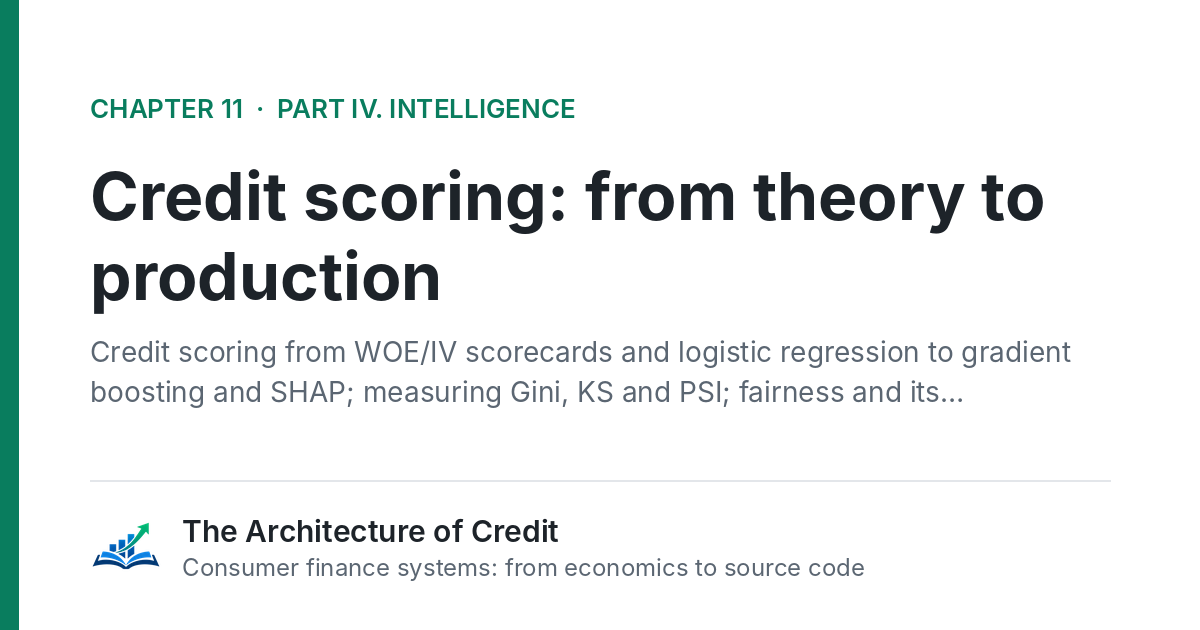 CHAPTER 11 · PART IV. INTELLIGENCE
Credit scoring: from theory to
production
Credit scoring from WOE/IV scorecards and logistic regression to gradient
boosting and SHAP; measuring Gini, KS and PSI; fairness and its...
The Architecture of Credit
Consumer finance systems: from economics to source code